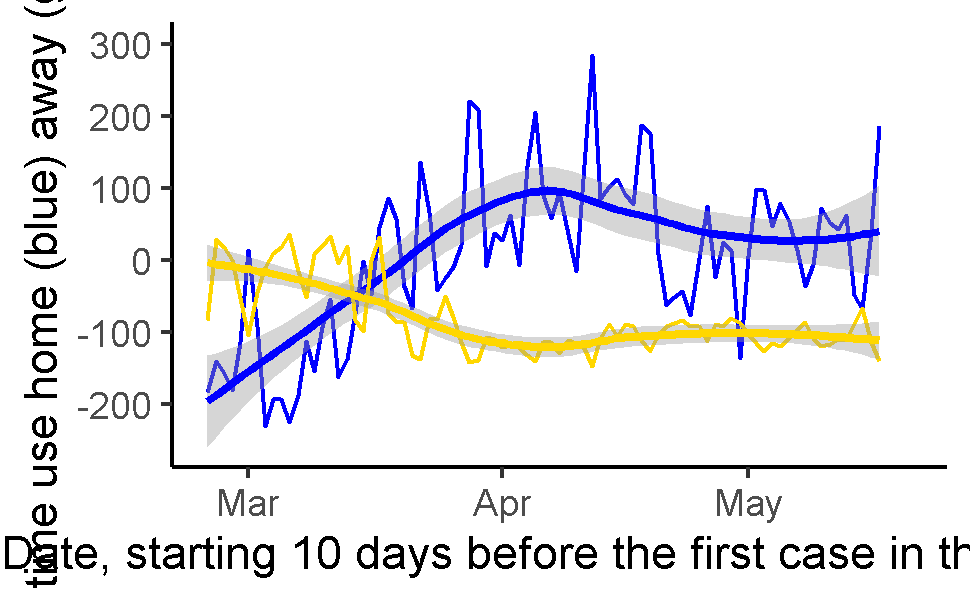 time use home (blue) away (
300
200
100
0
-100
-200
Mar Apr May
Date, starting 10 days before the first case in th